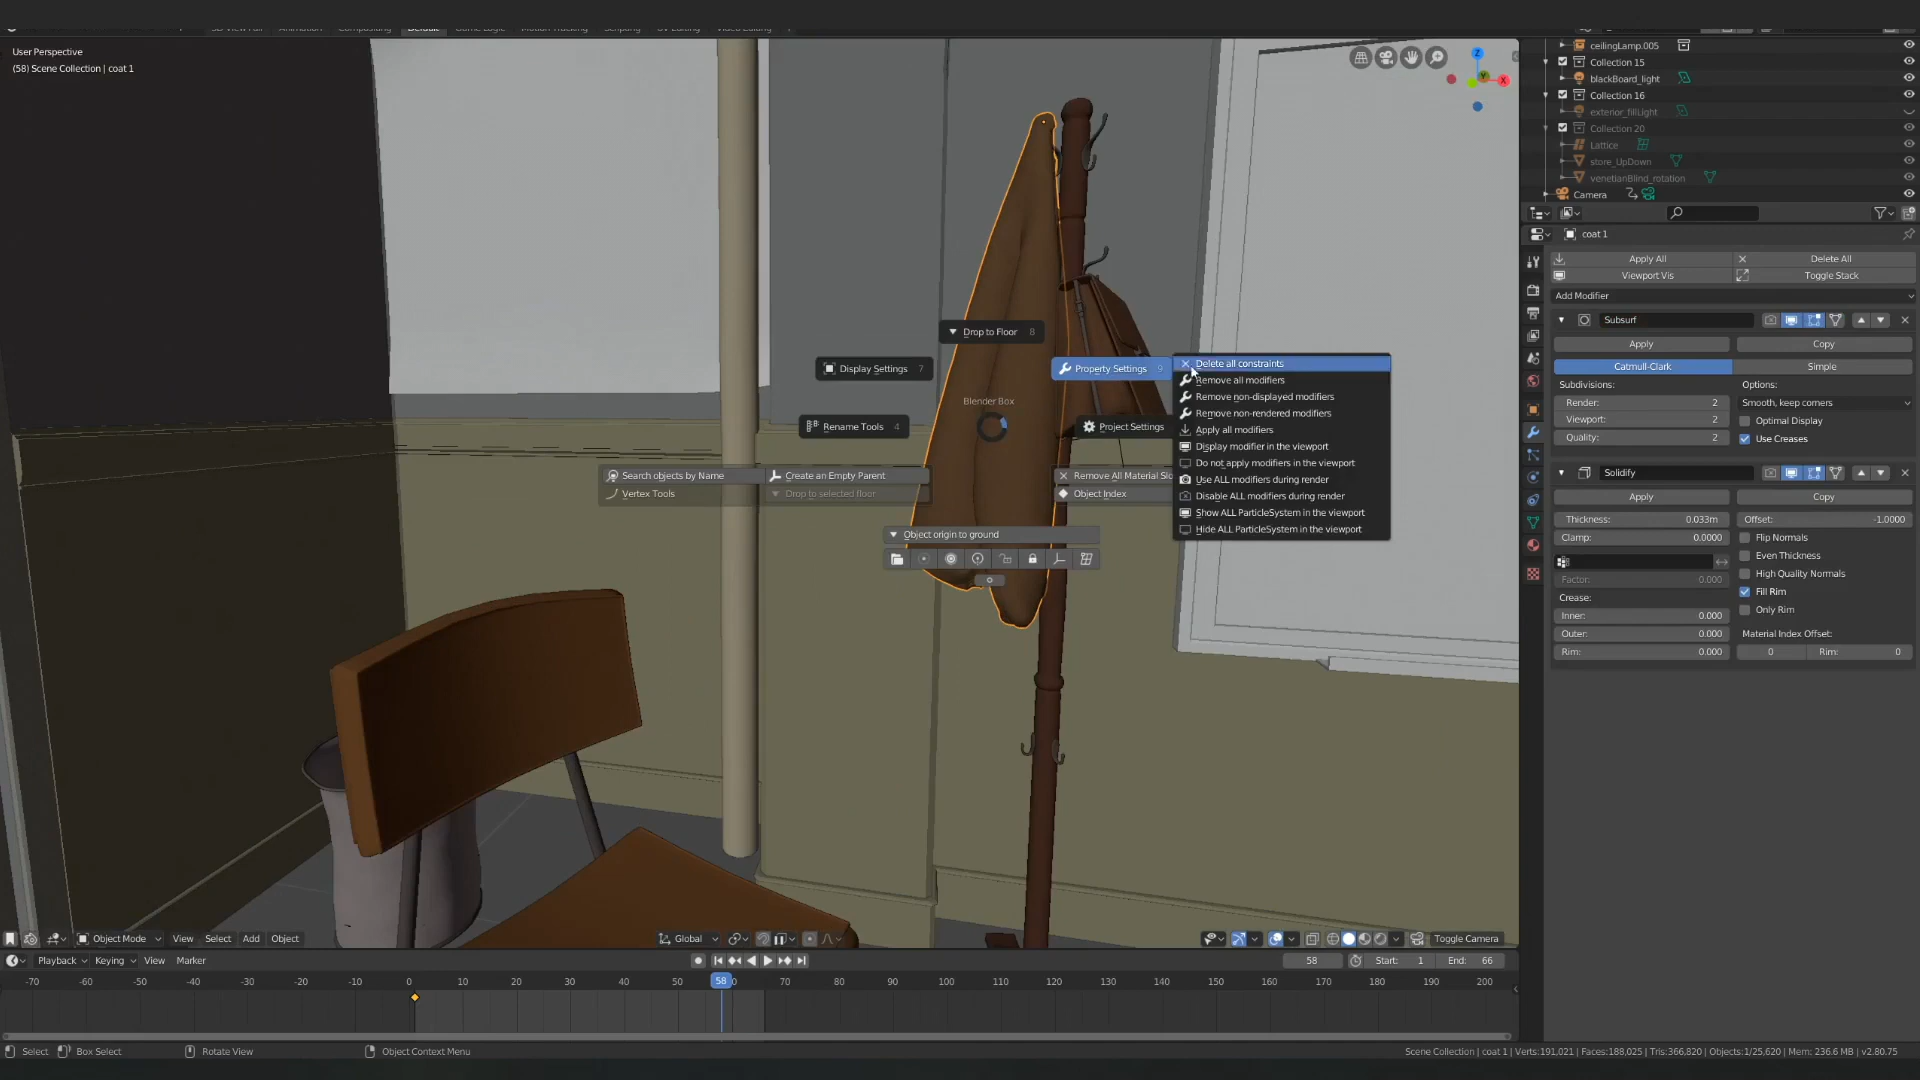 User Perspective
(58) Scene Collection | coat 1
Z
Y
X
Drop to Floor 8
Display Settings 7
Property Settings 9
Blender Box
Rename Tools 4
Project Settings
Search objects by Name
Create an Empty Parent
Vertex Tools
Drop to selected floor
Remove All Material Slo
Object Index
Object origin to ground
Delete all constraints
Remove all modifiers
Remove non-displayed modifiers
Remove non-rendered modifiers
Apply all modifiers
Display modifier in the viewport
Do not apply modifiers in the viewport
Use ALL modifiers during render
Disable ALL modifiers during render
Show ALL ParticleSystem in the viewport
Hide ALL ParticleSystem in the viewport
ceilingLamp.005
Collection 15
blackBoard_light
Collection 16
exterior_fillLight
Collection 20
Lattice
store_UpDown
venetianBlind_rotation
Camera
coat 1
Apply All Delete All
Viewport Vis Toggle Stack
Add Modifier
Subsurf
Apply Copy
Catmull-Clark Simple
Subdivisions: Options:
Render: 2 Smooth, keep corners
Viewport: 2 Optimal Display
Quality: 2 Use Creases
Solidify
Apply Copy
Thickness: 0.033m Offset: -1.0000
Clamp: 0.0000 Flip Normals
Even Thickness
Factor: 0.000 High Quality Normals
Crease: Fill Rim
Inner: 0.000 Only Rim
Outer: 0.000 Material Index Offset:
Rim: 0.000 0 Rim: 0
Object Mode View Select Add Object Global Toggle Camera
Playback Keying View Marker 58 Start: 1 End: 66
-70 -60 -50 -40 -30 -20 -10 0 10 20 30 40 50 58 0 70 80 90 100 110 120 130 140 150 160 170 180 190 200
Select Box Select Rotate View Object Context Menu Scene Collection | coat 1 | Verts:191,021 | Faces:188,025 | Tris:366,820 | Objects:1/25,620 | Mem: 236.6 MB | v2.80.75